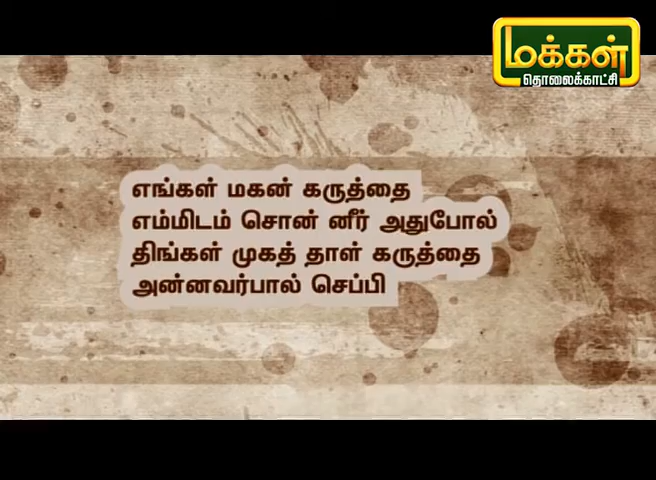 மக்கள்
தொலைக்காட்சி
எங்கள் மகன் கருத்தை
எம்மிடம் சொன் னீர் அதுபோல்
திங்கள் முகத் தாள் கருத்தை
அன்னவர்பால் செப்பி